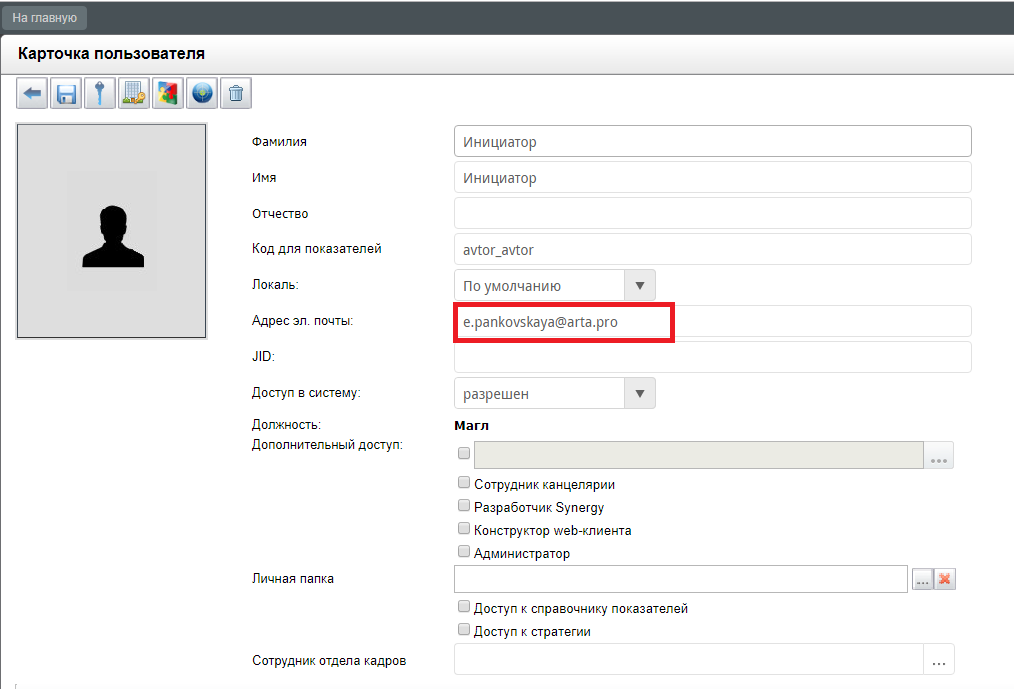 На главную
Карточка пользователя
Фамилия
Инициатор
Имя
Инициатор
Отчество
Код для показателей
avtor_avtor
Локаль:
По умолчанию
Адрес эл. почты:
e.pankovskaya@arta.pro
JID:
Доступ в систему:
разрешен
Должность:
Магл
Дополнительный доступ:
...
Сотрудник канцелярии
Разработчик Synergy
Конструктор web-клиента
Администратор
Личная папка
...
Доступ к справочнику показателей
Доступ к стратегии
Сотрудник отдела кадров
...